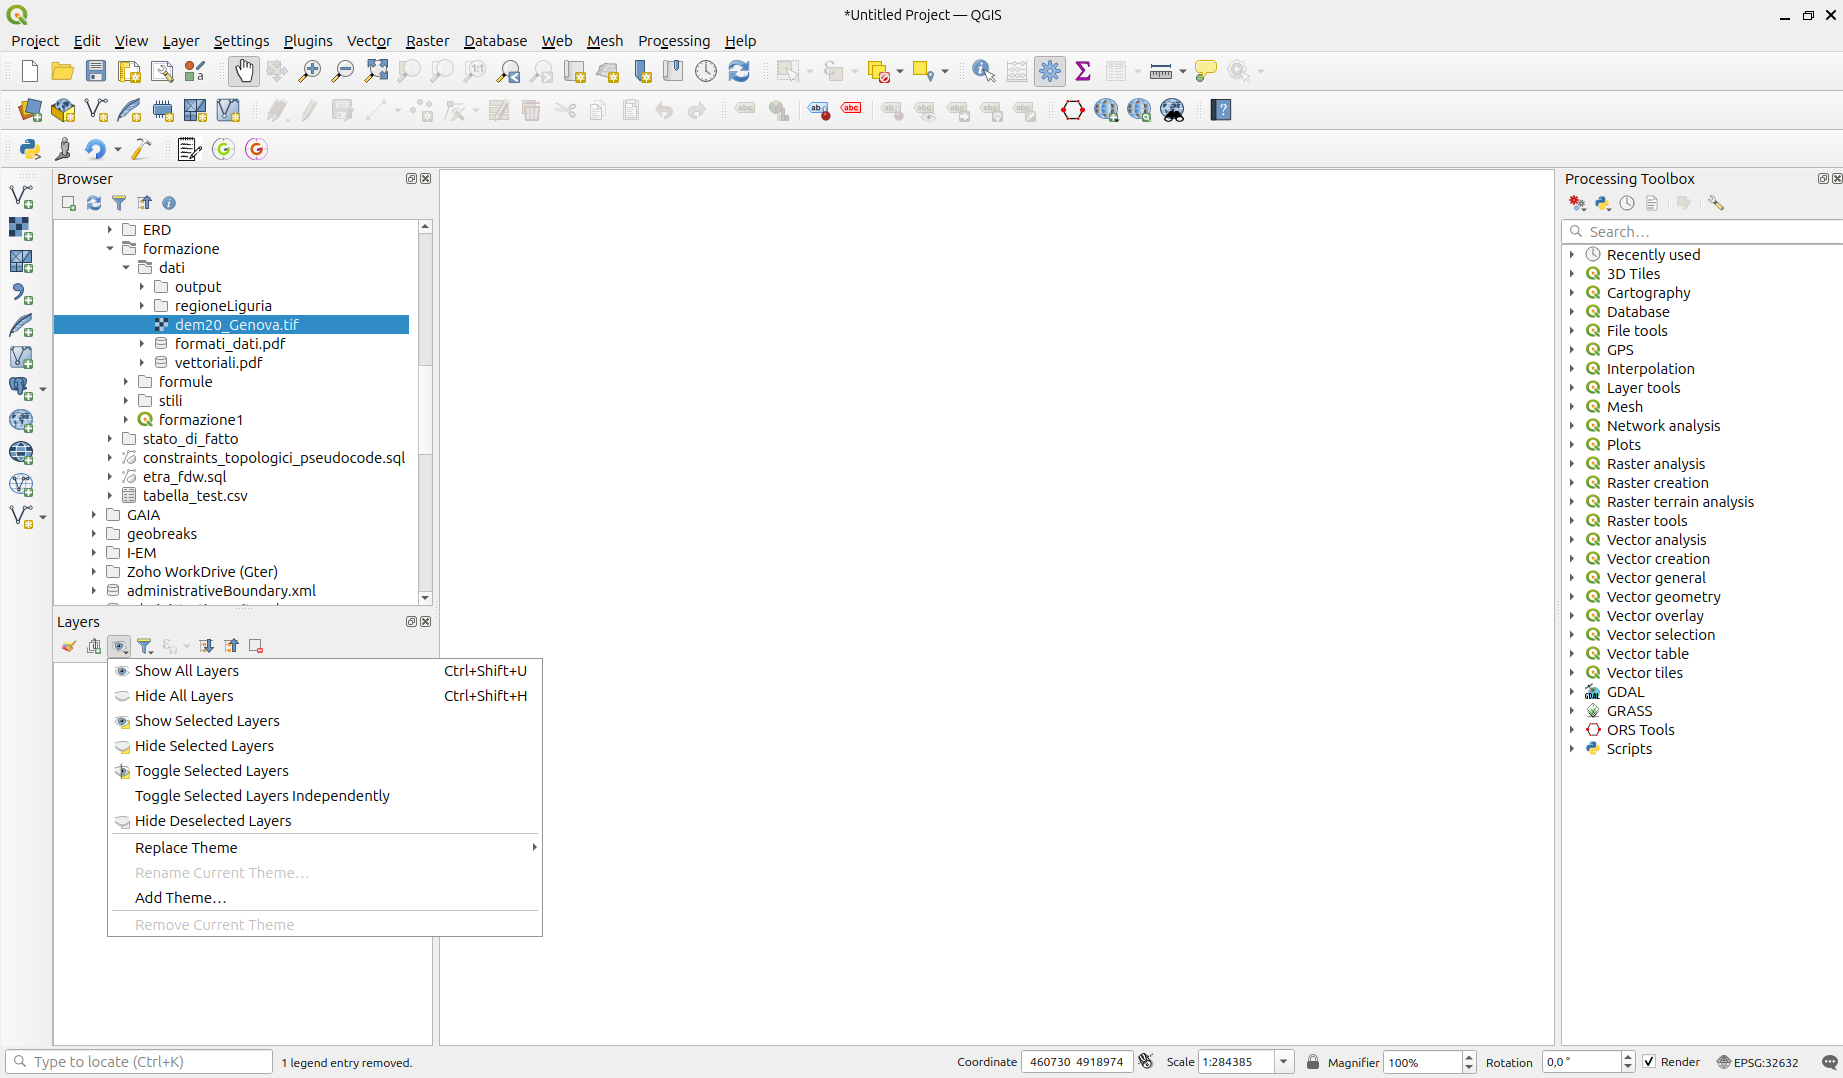 *Untitled Project — QGIS
Project Edit View Layer Settings Plugins Vector Raster Database Web Mesh Processing Help
Browser
ERD
formazione
dati
output
regioneLiguria
dem20_Genova.tif
formati_dati.pdf
vettoriali.pdf
formule
stili
formazione1
stato_di_fatto
constraints_topologici_pseudocode.sql
etra_fdw.sql
tabella_test.csv
GAIA
geobreaks
I-EM
Zoho WorkDrive (Gter)
administrativeBoundary.xml
Layers
Show All Layers Ctrl+Shift+U
Hide All Layers Ctrl+Shift+H
Show Selected Layers
Hide Selected Layers
Toggle Selected Layers
Toggle Selected Layers Independently
Hide Deselected Layers
Replace Theme
Rename Current Theme…
Add Theme…
Remove Current Theme
Processing Toolbox
Search…
Recently used
3D Tiles
Cartography
Database
File tools
GPS
Interpolation
Layer tools
Mesh
Network analysis
Plots
Raster analysis
Raster creation
Raster terrain analysis
Raster tools
Vector analysis
Vector creation
Vector general
Vector geometry
Vector overlay
Vector selection
Vector table
Vector tiles
GDAL
GRASS
ORS Tools
Scripts
Type to locate (Ctrl+K) 1 legend entry removed. Coordinate 460730 4918974 Scale 1:284385 Magnifier 100% Rotation 0,0 ° Render EPSG:32632